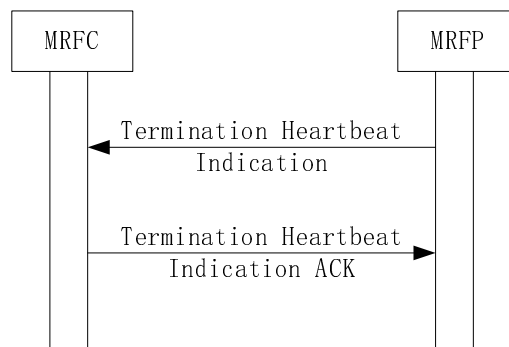 MRFC
MRFP
Termination Heartbeat
Indication
Termination Heartbeat
Indication ACK